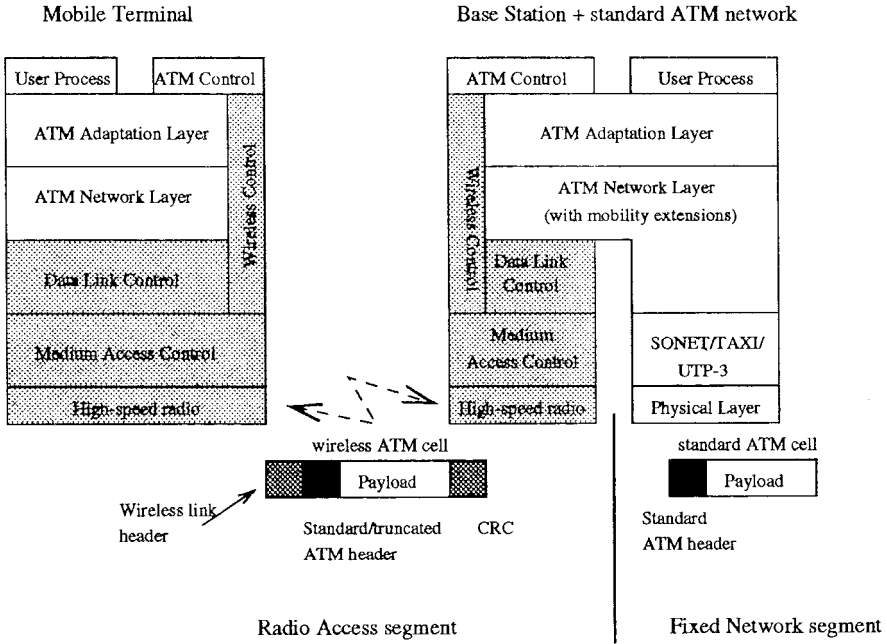 Mobile Terminal
Base Station + standard ATM network
User Process
ATM Control
ATM Control
User Process
ATM Adaptation Layer
ATM Network Layer
Wireless Control
Data Link Control
Medium Access Control
High-speed radio
ATM Adaptation Layer
ATM Network Layer
(with mobility extensions)
Wireless Control
Data Link
Control
Medium
Access Control
High-speed radio
SONET/TAXI/
UTP-3
Physical Layer
wireless ATM cell
Payload
Wireless link
header
Standard/truncated
ATM header
CRC
standard ATM cell
Payload
Standard
ATM header
Radio Access segment
Fixed Network segment